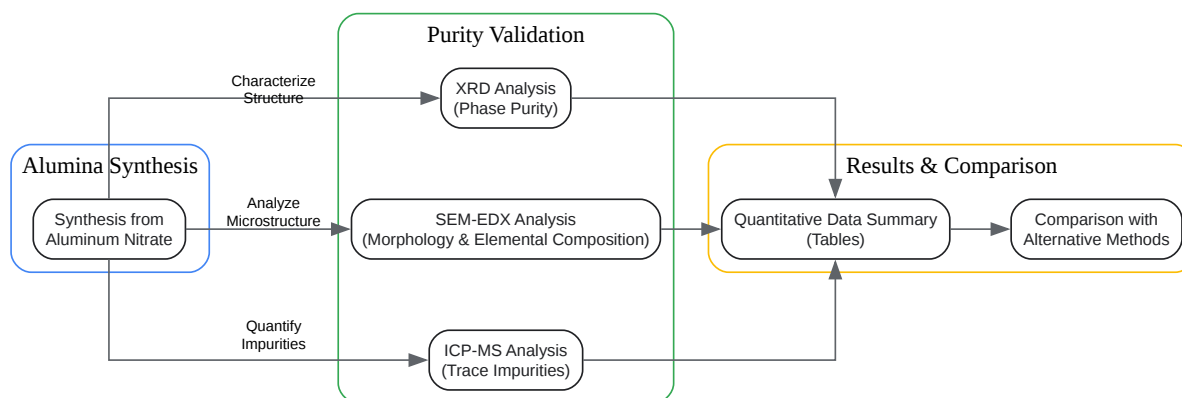 Purity Validation
Characterize
Structure
XRD Analysis
(Phase Purity)
Alumina Synthesis
Synthesis from
Aluminum Nitrate
Analyze
Microstructure
SEM-EDX Analysis
(Morphology & Elemental Composition)
Results & Comparison
Quantitative Data Summary
(Tables)
Comparison with
Alternative Methods
Quantify
Impurities
ICP-MS Analysis
(Trace Impurities)